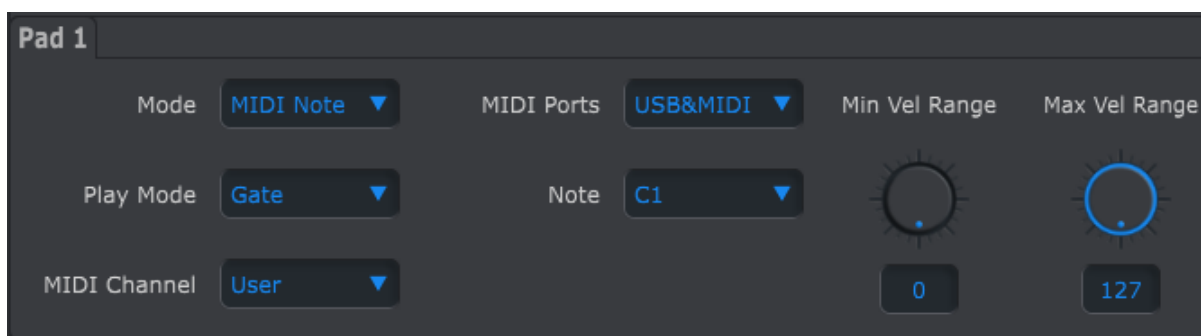 Pad 1
Mode MIDI Note MIDI Ports USB&MIDI Min Vel Range Max Vel Range
Play Mode Gate Note C1
MIDI Channel User 0 127